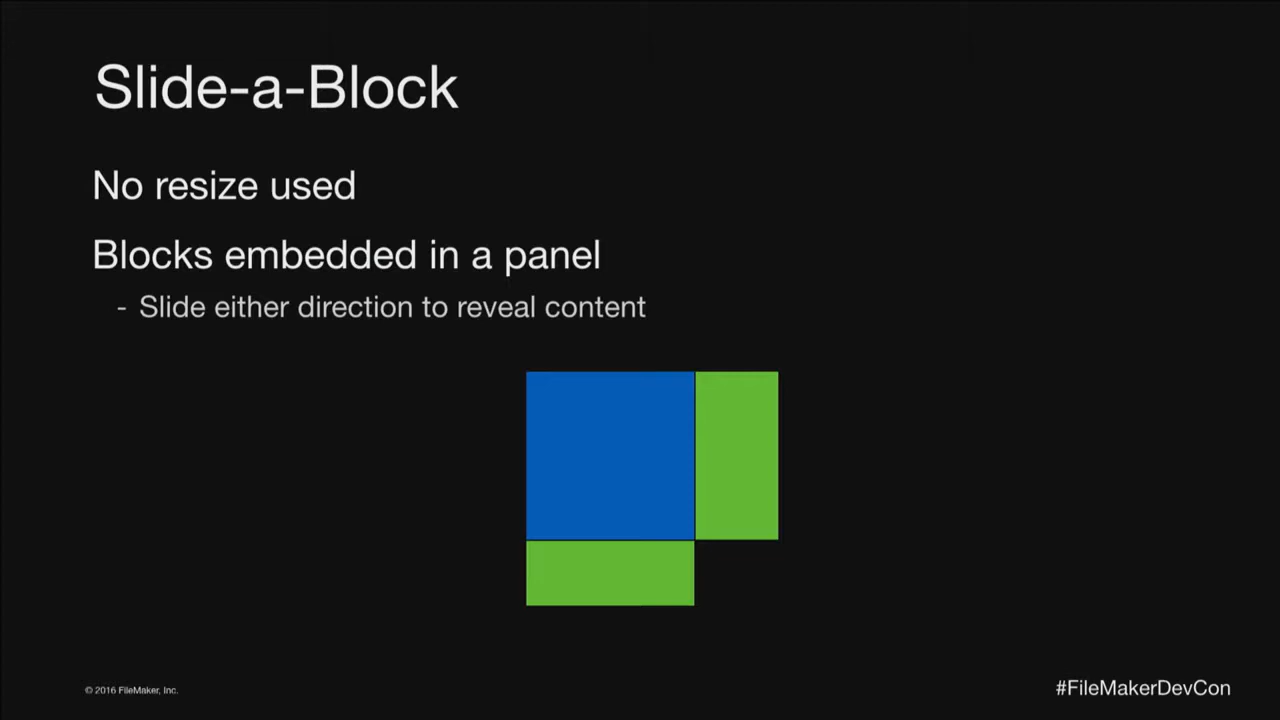 Slide-a-Block
No resize used
Blocks embedded in a panel
- Slide either direction to reveal content
© 2016 FileMaker, Inc.
#FileMakerDevCon